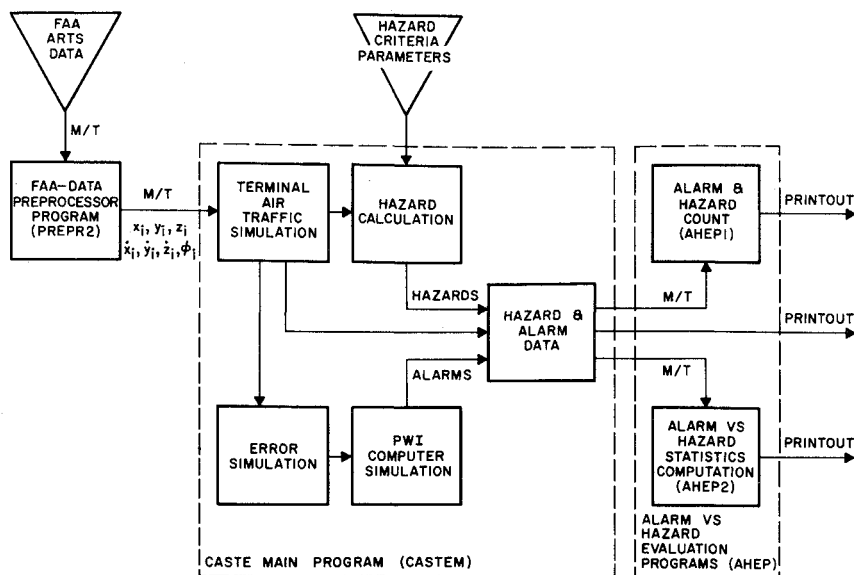 FAA
ARTS
DATA
HAZARD
CRITERIA
PARAMETERS
M/T
FAA-DATA
PREPROCESSOR
PROGRAM
(PREPR2)
M/T
xi, yi, zi
ẋi, ẏi, żi, ϕi
TERMINAL
AIR
TRAFFIC
SIMULATION
HAZARD
CALCULATION
HAZARDS
ALARMS
HAZARD &
ALARM
DATA
ERROR
SIMULATION
PWI
COMPUTER
SIMULATION
CASTE MAIN PROGRAM (CASTEM)
ALARM &
HAZARD
COUNT
(AHEP1)
PRINTOUT
M/T
PRINTOUT
M/T
ALARM VS
HAZARD
STATISTICS
COMPUTATION
(AHEP2)
PRINTOUT
ALARM VS
HAZARD
EVALUATION
PROGRAMS (AHEP)